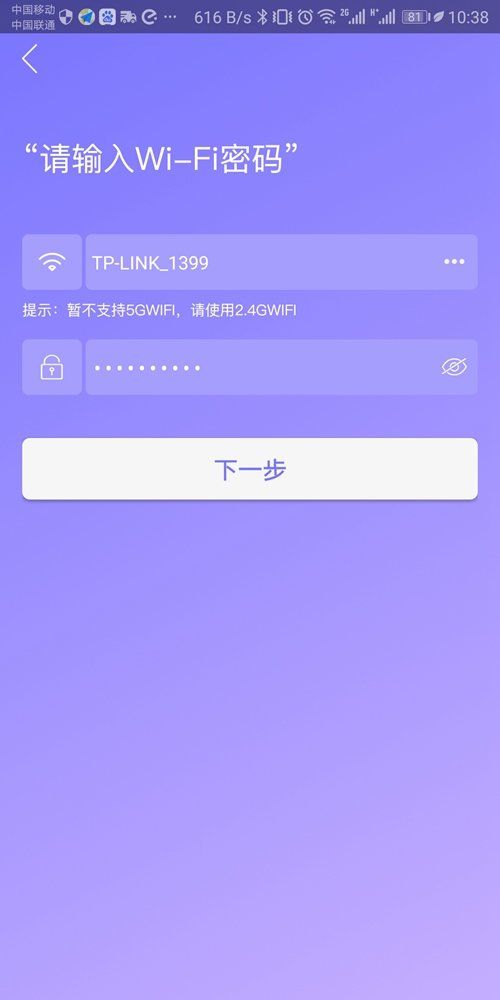 中国移动
中国联通
616 B/s 2G H+ 81 10:38
“请输入Wi-Fi密码”
TP-LINK_1399
提示：暂不支持5GWIFI，请使用2.4GWIFI
下一步